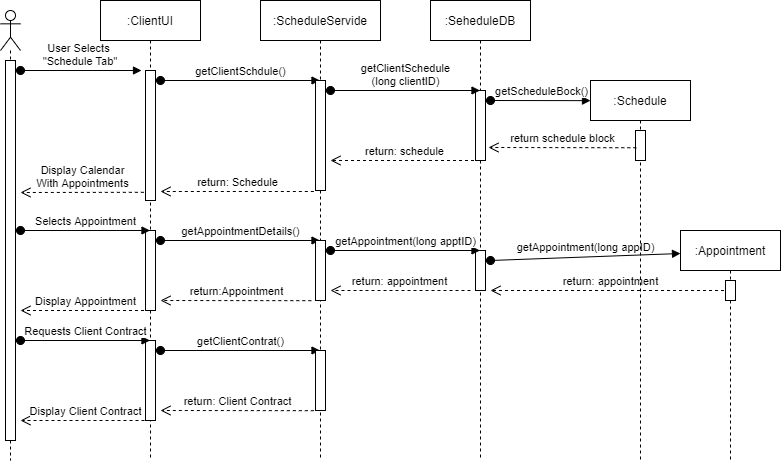 :ClientUI
:ScheduleServide
:SeheduleDB
User Selects
"Schedule Tab"
getClientSchdule()
getClientSchedule
(long clientID)
getScheduleBock()
:Schedule
return schedule block
return: schedule
return: Schedule
Display Calendar
With Appointments
Selects Appointment
getAppointmentDetails()
getAppointment(long apptID)
getAppointment(long appID)
:Appointment
return: appointment
return: appointment
return:Appointment
Display Appointment
Requests Client Contract
getClientContrat()
return: Client Contract
Display Client Contract